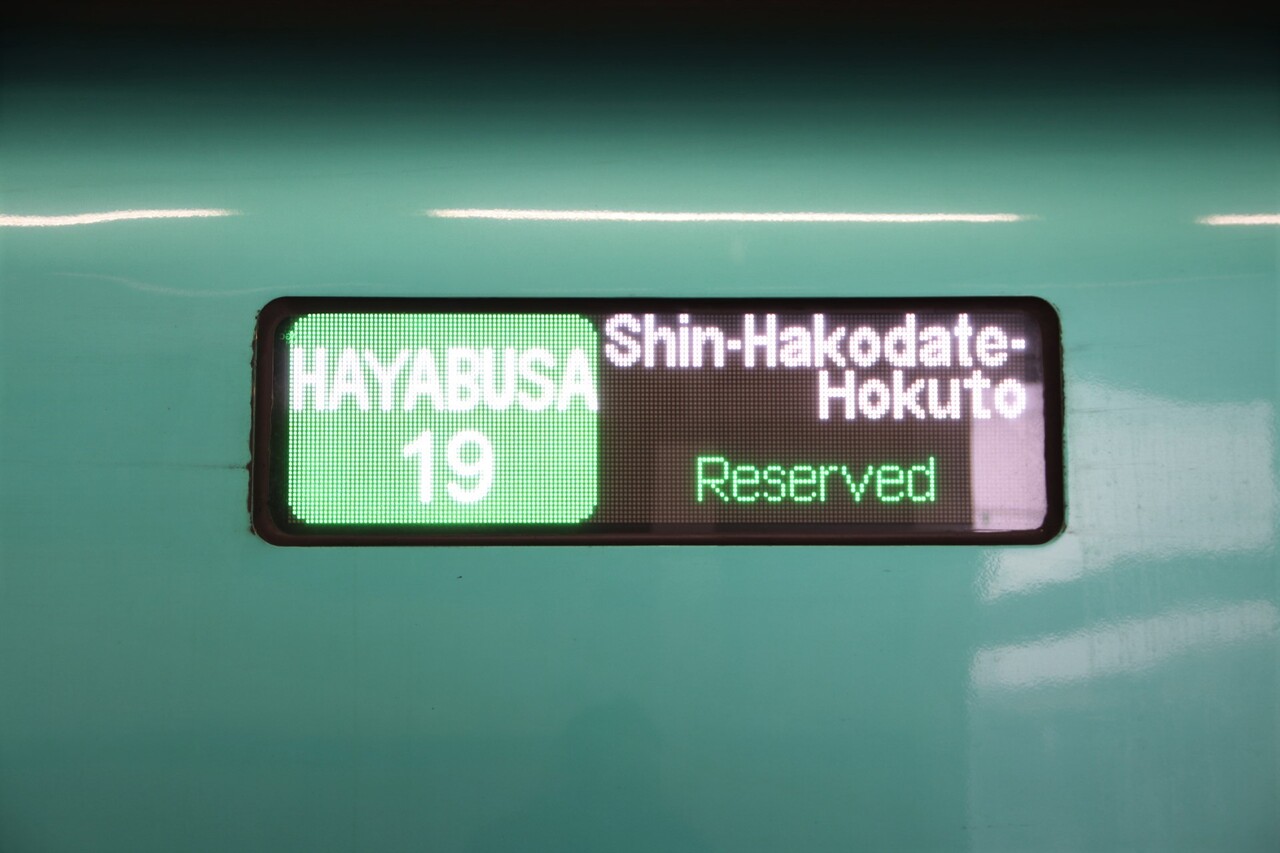 HAYABUSA
19
Shin-Hakodate-
Hokuto
Reserved